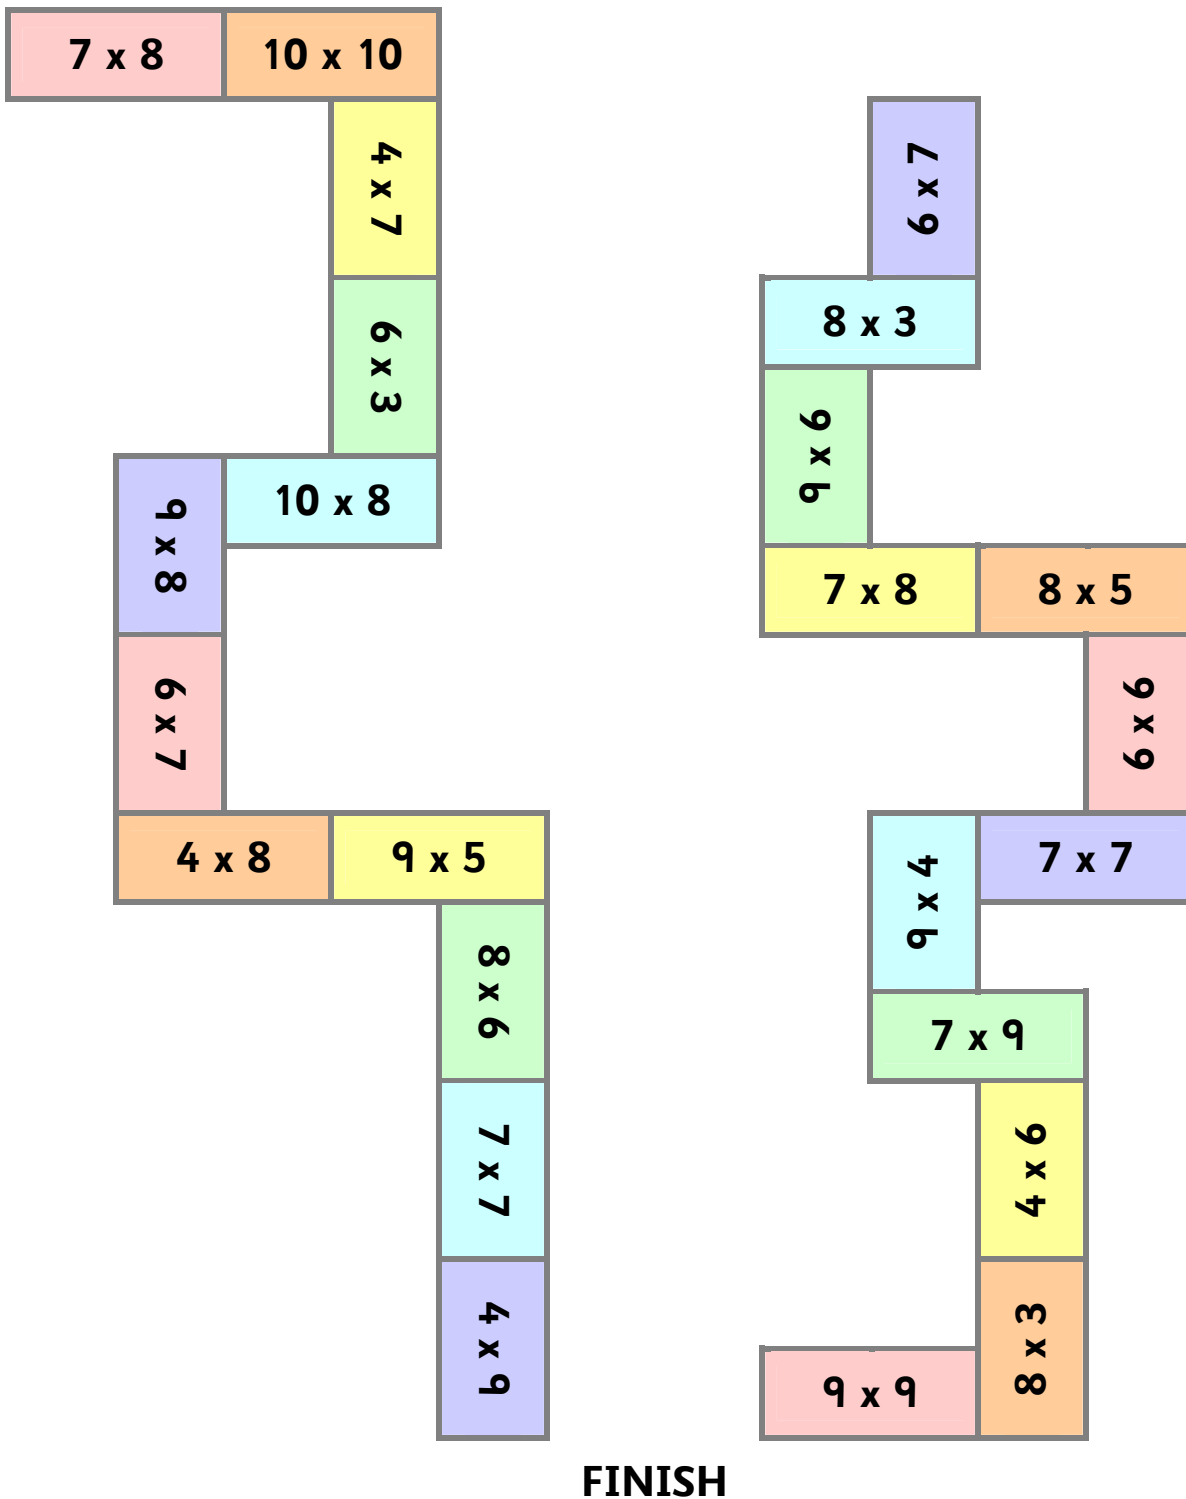 7 x 8
10 x 10
4 x 7
6 x 3
10 x 8
9 x 8
6 x 7
4 x 8
9 x 5
8 x 6
7 x 7
4 x 9
6 x 7
8 x 3
9 x 6
7 x 8
8 x 5
6 x 6
7 x 7
9 x 4
7 x 9
4 x 6
8 x 3
9 x 9
FINISH